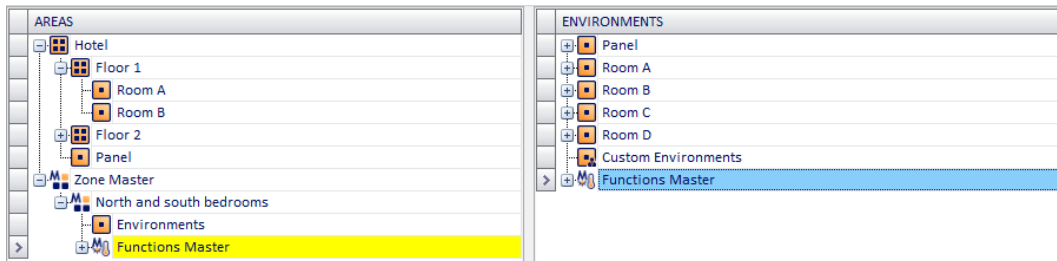 AREAS
Hotel
Floor 1
Room A
Room B
Floor 2
Panel
Zone Master
North and south bedrooms
Environments
Functions Master
ENVIRONMENTS
Panel
Room A
Room B
Room C
Room D
Custom Environments
Functions Master